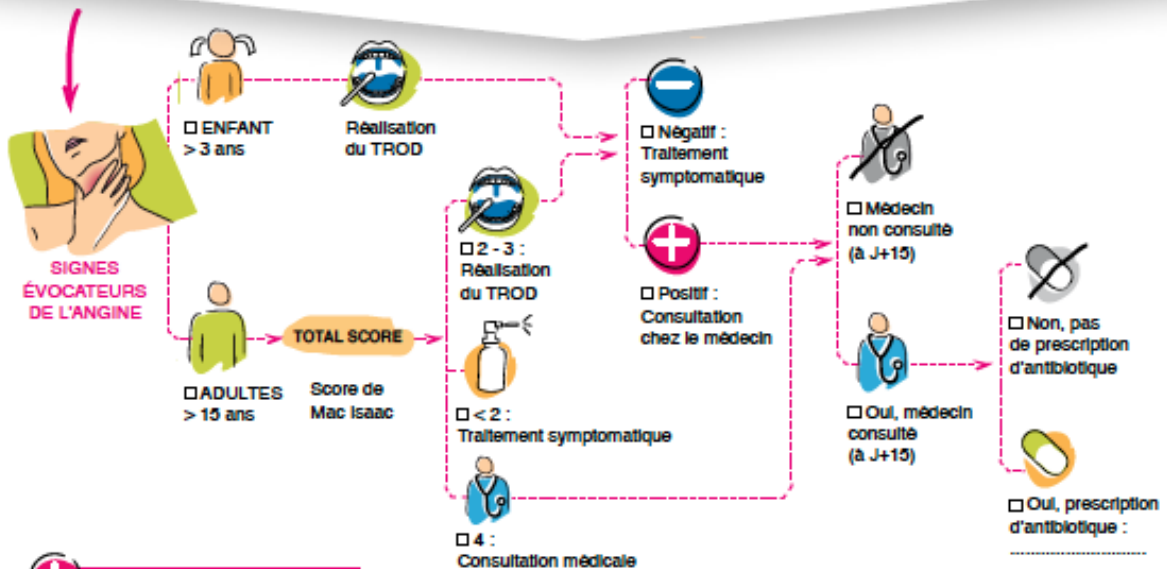 SIGNES
ÉVOCATEURS
DE L'ANGINE
☐ ENFANT
> 3 ans
Réalisation
du TROD
☐ ADULTES
> 15 ans
TOTAL SCORE
Score de
Mac Isaac
☐ 2 - 3 :
Réalisation
du TROD
☐ < 2 :
Traitement symptomatique
☐ 4 :
Consultation médicale
☐ Négatif :
Traitement
symptomatique
☐ Positif :
Consultation
chez le médecin
☐ Médecin
non consulté
(à J+15)
☐ Oui, médecin
consulté
(à J+15)
☐ Non, pas
de prescription
d'antibiotique
☐ Oui, prescription
d'antibiotique :